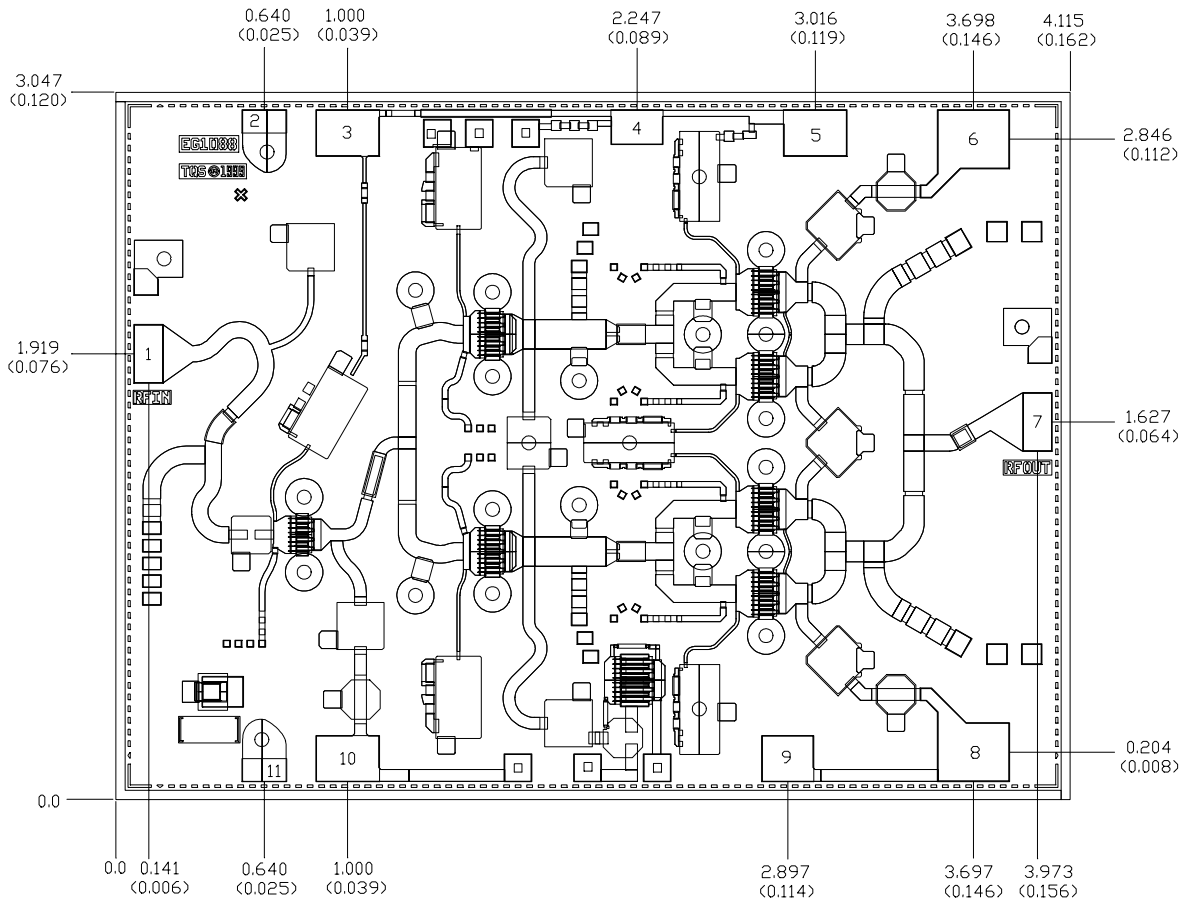 0.640 1.000 2.247 3.016 3.698 4.115
(0.025) (0.039) (0.089) (0.119) (0.146) (0.162)
3.047
(0.120)
2 3 4 5 6
2.846
(0.112)
EG1088
TQS©1999
1.919
(0.076)
1
RFIN
7
1.627
(0.064)
RFOUT
11 10 9 8
0.204
(0.008)
0.0
0.0 0.141 0.640 1.000 2.897 3.697 3.973
(0.006) (0.025) (0.039) (0.114) (0.146) (0.156)